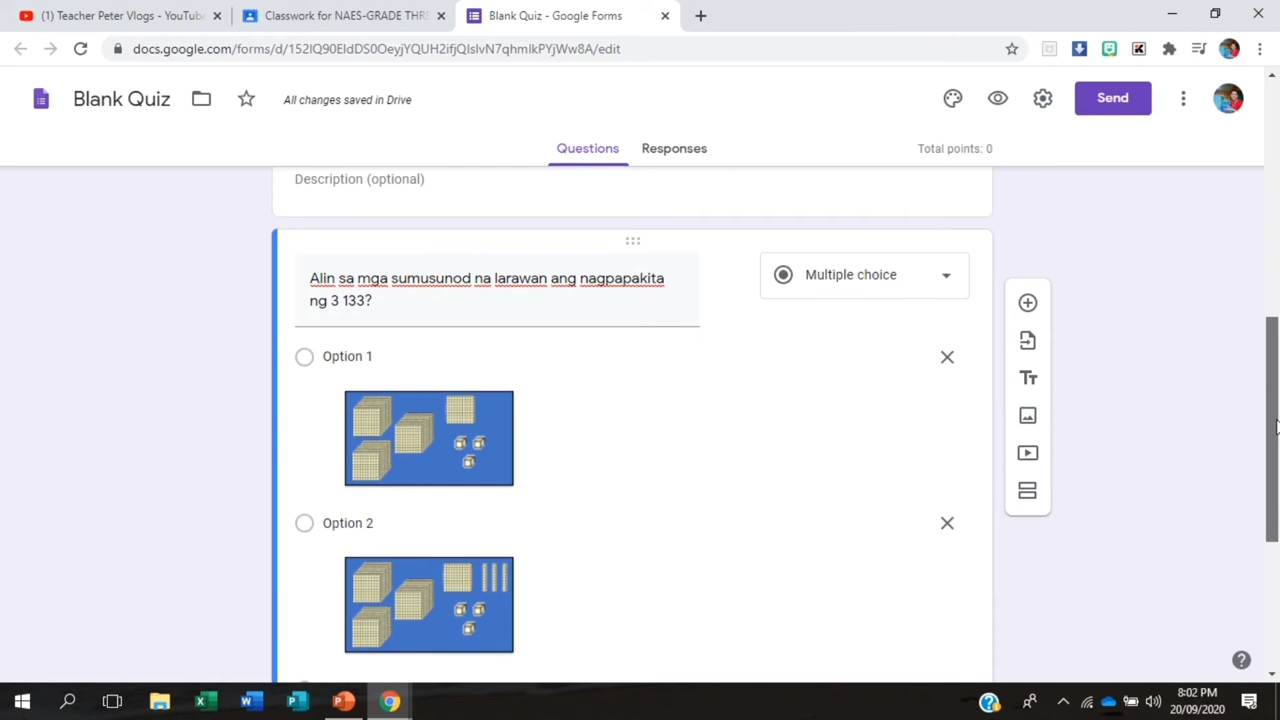 (1) Teacher Peter Vlogs - YouTube
Classwork for NAES-GRADE THRE
Blank Quiz - Google Forms
docs.google.com/forms/d/152IQ90EIdDS0OeyjYQUH2ifjQIsIvN7qhmIkPYjWw8A/edit
Blank Quiz
All changes saved in Drive
Send
Questions
Responses
Total points: 0
Description (optional)
Alin sa mga sumusunod na larawan ang nagpapakita
ng 3 133?
Multiple choice
Option 1
Option 2
8:02 PM
20/09/2020